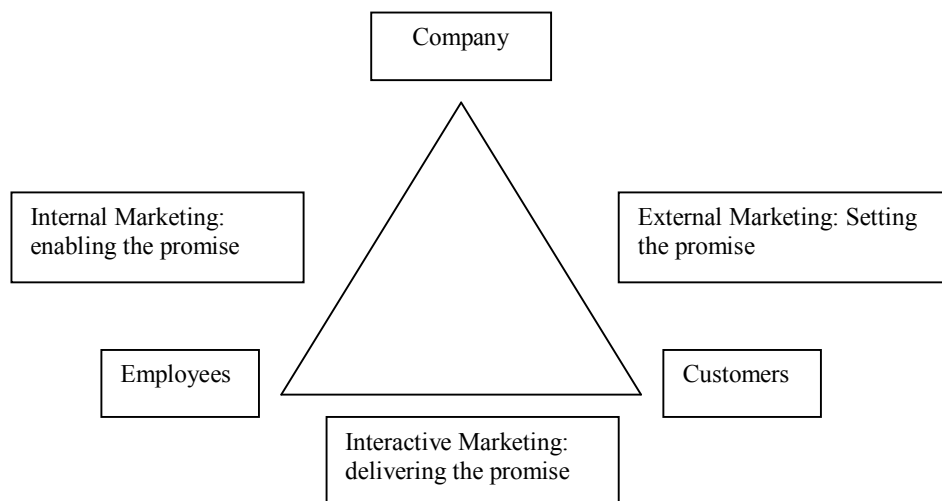 Company
Internal Marketing:
enabling the promise
External Marketing: Setting
the promise
Employees
Customers
Interactive Marketing:
delivering the promise